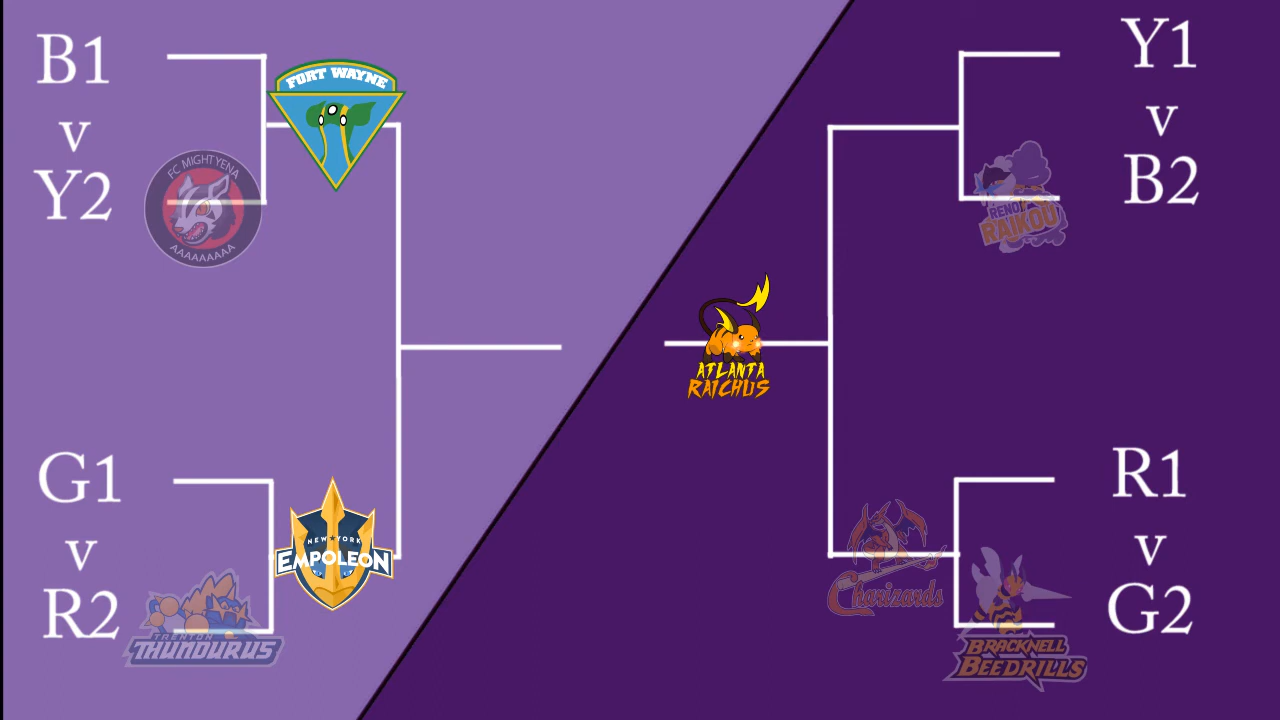 B1
v
Y2
FORT WAYNE
FC MIGHTYENA
AAAAAAAAA
G1
v
R2
NEW YORK
EMPOLEON
TRENTON
THUNDURUS
ATLANTA
RAICHUS
Y1
v
B2
RENO
RAIKOU
R1
v
G2
Charizards
BRACKNELL
BEEDRILLS